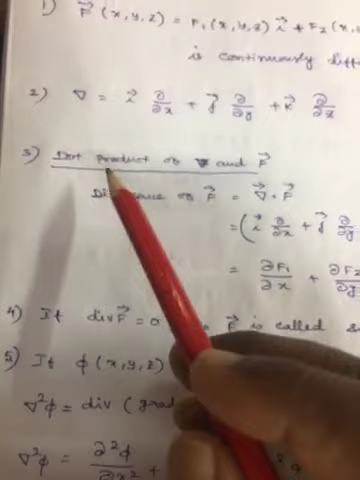 1) F⃗ (x, y, z) = F₁ (x, y, z) i⃗ + F₂ (x, y
is continuously diff
2) ∇ = i⃗ ∂/∂x + j⃗ ∂/∂y + k⃗ ∂/∂x
3) Dot product of ∇ and F⃗
of F⃗ = ∇⃗ . F⃗
= (i⃗ ∂/∂x + j⃗ ∂/∂y
= ∂F₁/∂x + ∂F₂/∂y
4) If div F⃗ = 0 F⃗ is called
5) If φ (x, y, z)
∇²φ = div (grad
∇²φ = ∂²φ/∂x² +